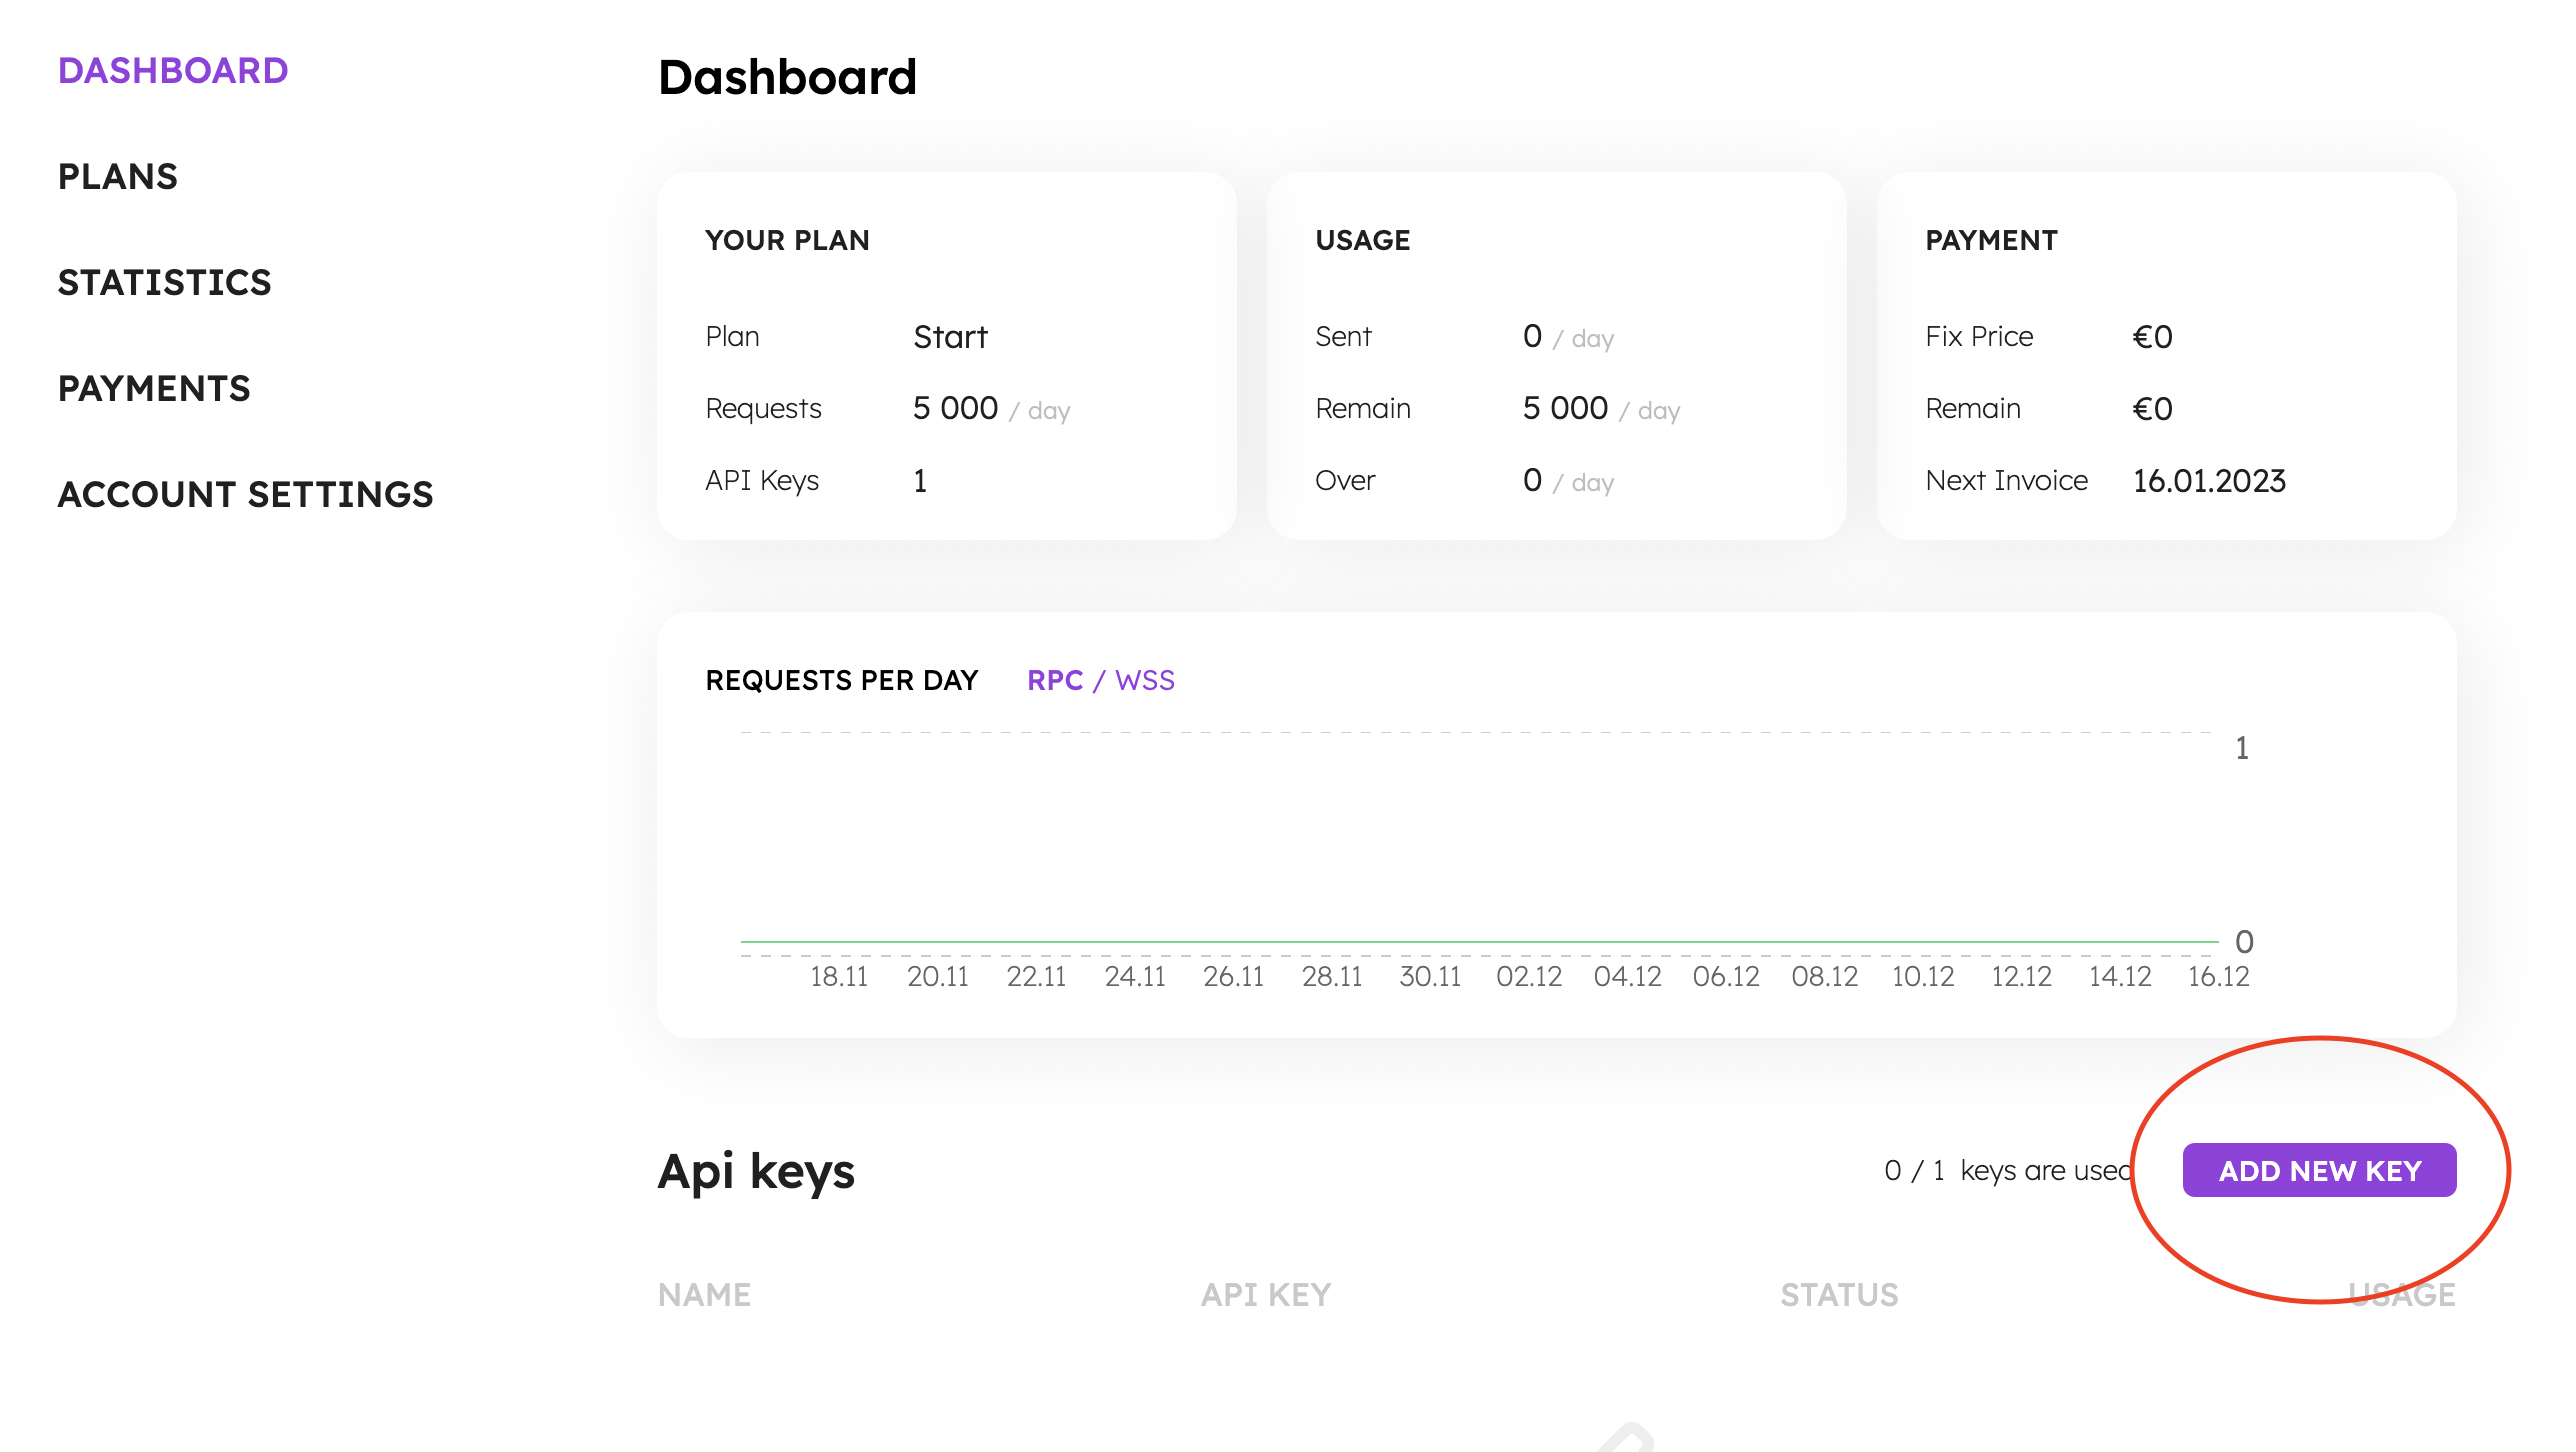 DASHBOARD
PLANS
STATISTICS
PAYMENTS
ACCOUNT SETTINGS
Dashboard
YOUR PLAN
Plan Start
Requests 5 000 / day
API Keys 1
USAGE
Sent 0 / day
Remain 5 000 / day
Over 0 / day
PAYMENT
Fix Price €0
Remain €0
Next Invoice 16.01.2023
REQUESTS PER DAY RPC / WSS
1
0
18.11 20.11 22.11 24.11 26.11 28.11 30.11 02.12 04.12 06.12 08.12 10.12 12.12 14.12 16.12
Api keys 0 / 1 keys are used ADD NEW KEY
NAME API KEY STATUS USAGE